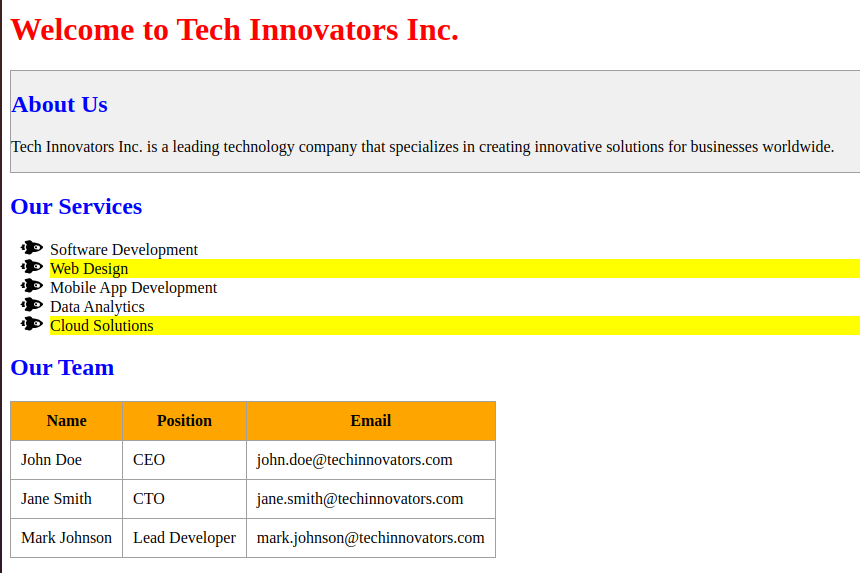 Welcome to Tech Innovators Inc.
About Us
Tech Innovators Inc. is a leading technology company that specializes in creating innovative solutions for businesses worldwide.
Our Services
Software Development
Web Design
Mobile App Development
Data Analytics
Cloud Solutions
Our Team
Name Position Email
John Doe CEO john.doe@techinnovators.com
Jane Smith CTO jane.smith@techinnovators.com
Mark Johnson Lead Developer mark.johnson@techinnovators.com